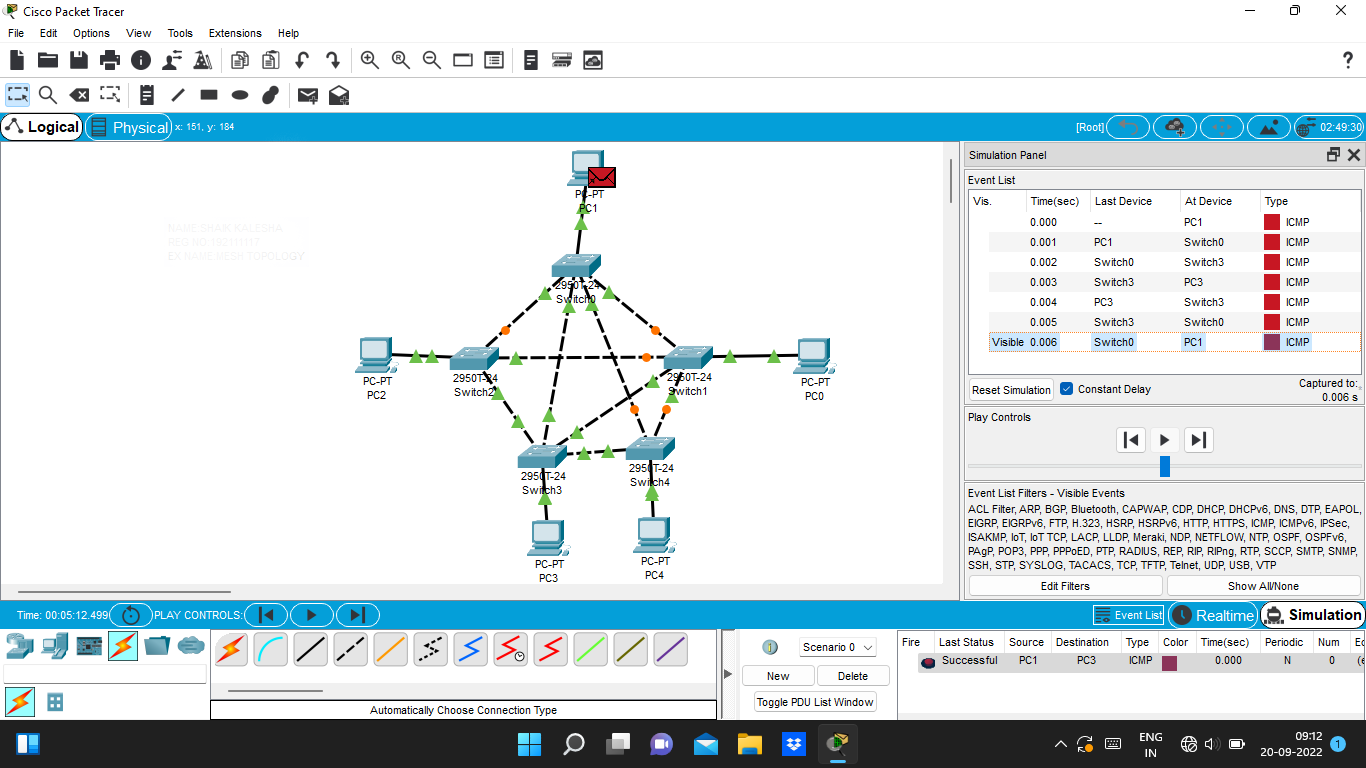 Cisco Packet Tracer
File Edit Options View Tools Extensions Help
Logical Physical x: 151, y: 184 [Root] 02:49:30
NAME:SHAIK KALESHA
EX NAME:MESH TOPOLOGY
PC-PT
PC1
2950T-24
Switch0
PC-PT
PC2
2950T-24
Switch2
2950T-24
Switch1
PC-PT
PC0
2950T-24
Switch3
2950T-24
Switch4
PC-PT
PC3
PC-PT
PC4
Simulation Panel
Event List
Vis. Time(sec) Last Device At Device Type
0.000 -- PC1 ICMP
0.001 PC1 Switch0 ICMP
0.002 Switch0 Switch3 ICMP
0.003 Switch3 PC3 ICMP
0.004 PC3 Switch3 ICMP
0.005 Switch3 Switch0 ICMP
Visible 0.006 Switch0 PC1 ICMP
Reset Simulation Constant Delay Captured to:
0.006 s
Play Controls
Event List Filters - Visible Events
ACL Filter, ARP, BGP, Bluetooth, CAPWAP, CDP, DHCP, DHCPv6, DNS, DTP, EAPOL,
EIGRP, EIGRPv6, FTP, H.323, HSRP, HSRPv6, HTTP, HTTPS, ICMP, ICMPv6, IPSec,
ISAKMP, IoT, IoT TCP, LACP, LLDP, Meraki, NDP, NETFLOW, NTP, OSPF, OSPFv6,
PAgP, POP3, PPP, PPPoED, PTP, RADIUS, REP, RIP, RIPng, RTP, SCCP, SMTP, SNMP,
SSH, STP, SYSLOG, TACACS, TCP, TFTP, Telnet, UDP, USB, VTP
Edit Filters Show All/None
Time: 00:05:12.499 PLAY CONTROLS: Event List Realtime Simulation
Automatically Choose Connection Type
Scenario 0
New Delete
Toggle PDU List Window
Fire Last Status Source Destination Type Color Time(sec) Periodic Num
Successful PC1 PC3 ICMP 0.000 N 0
ENG
IN
09:12
20-09-2022
1